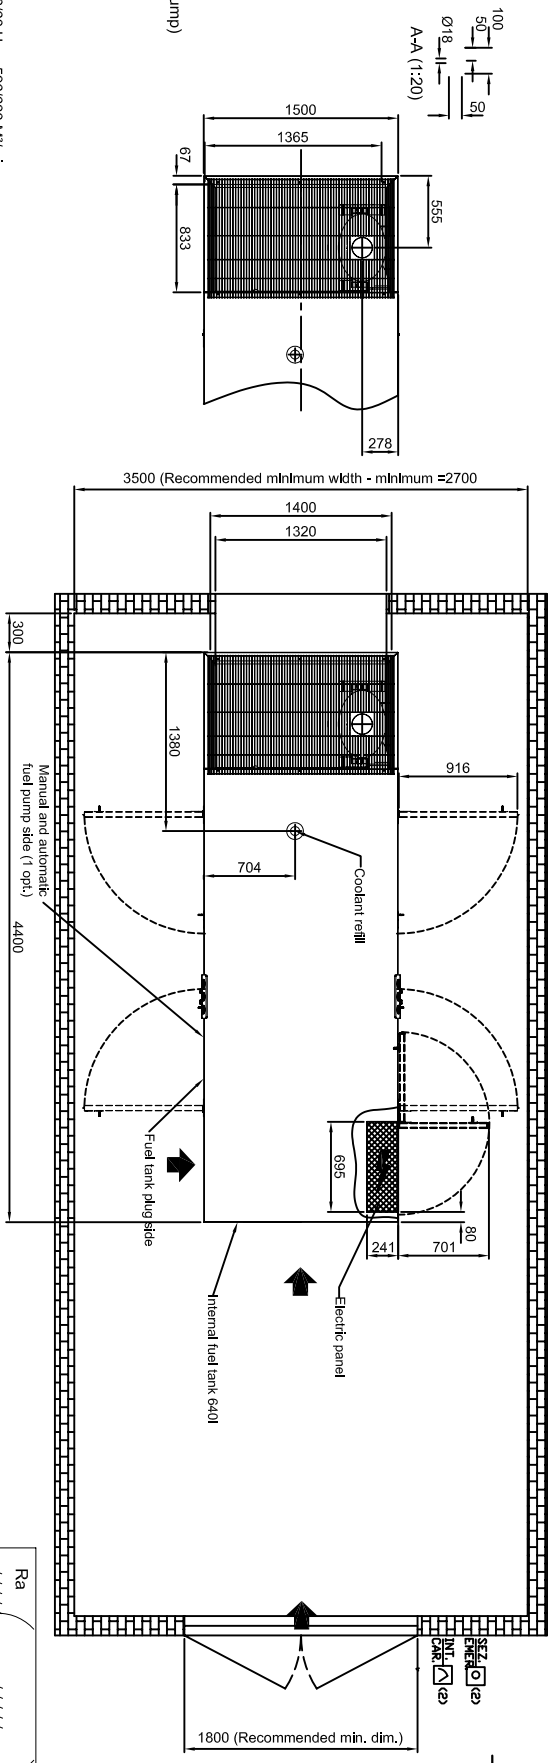 100
50
Ø18
50
A-A (1:20)
ump)
1500
1365
67
833
555
278
3500 (Recommended minimum width - minimum =2700
1400
1320
300
1380
916
704
Coolant refill
Manual and automatic
fuel pump side (1 opt.)
4400
Fuel tank plug side
695
80
241
701
Electric panel
Internal fuel tank 640l
SEZ.
EMER.
(2)
INT.
CAR.
(2)
1800 (Recommended min. dim.)
Ra